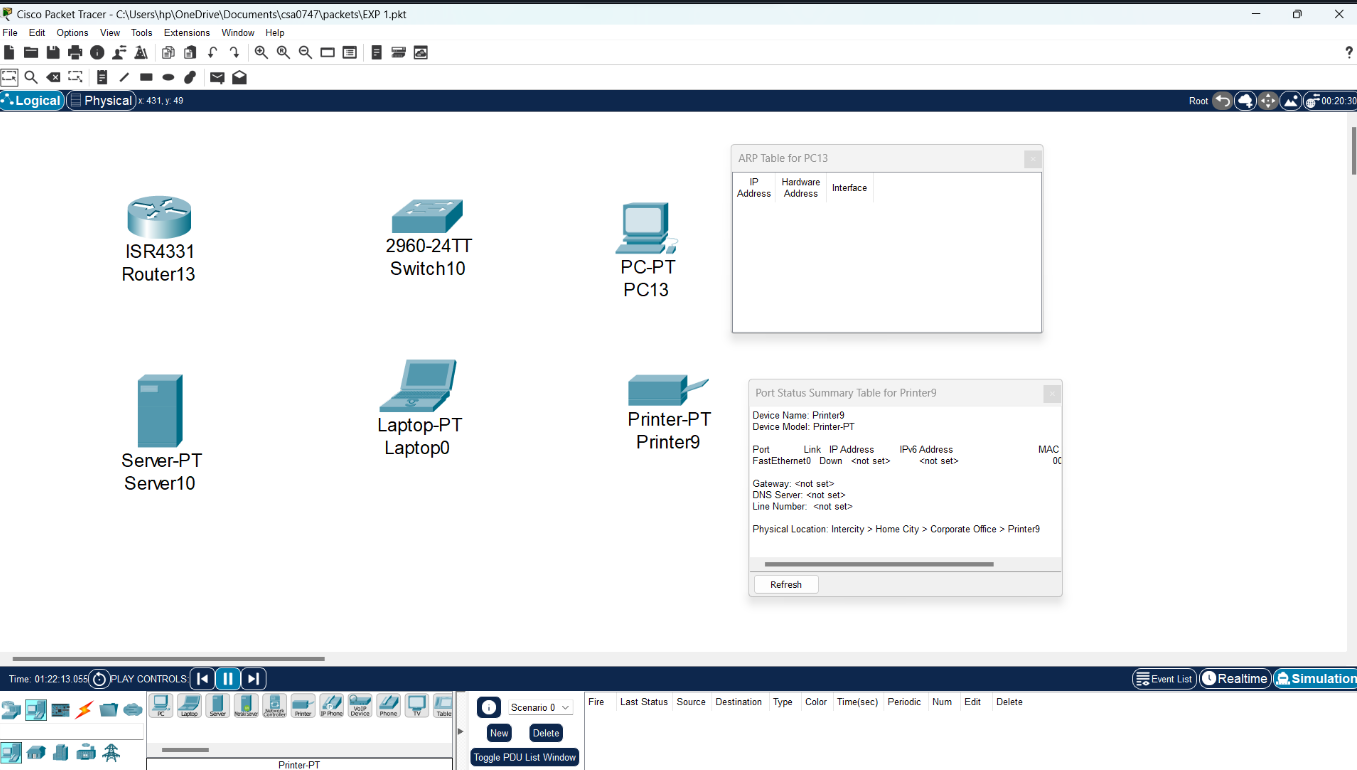 Cisco Packet Tracer - C:\Users\hp\OneDrive\Documents\csa0747\packets\EXP 1.pkt
File Edit Options View Tools Extensions Window Help
?
Logical Physical x: 431, y: 49 Root 00:20:30
ISR4331
Router13
2960-24TT
Switch10
PC-PT
PC13
ARP Table for PC13
IP Address Hardware Address Interface
Server-PT
Server10
Laptop-PT
Laptop0
Printer-PT
Printer9
Port Status Summary Table for Printer9
Device Name: Printer9
Device Model: Printer-PT
Port Link IP Address IPv6 Address MAC
FastEthernet0 Down <not set> <not set> 00
Gateway: <not set>
DNS Server: <not set>
Line Number: <not set>
Physical Location: Intercity > Home City > Corporate Office > Printer9
Refresh
Time: 01:22:13.055 PLAY CONTROLS: Event List Realtime Simulation
PC Laptop Server Printer IP Phone VoIP Device Phone TV Table
Printer-PT
Scenario 0
New Delete
Toggle PDU List Window
Fire Last Status Source Destination Type Color Time(sec) Periodic Num Edit Delete